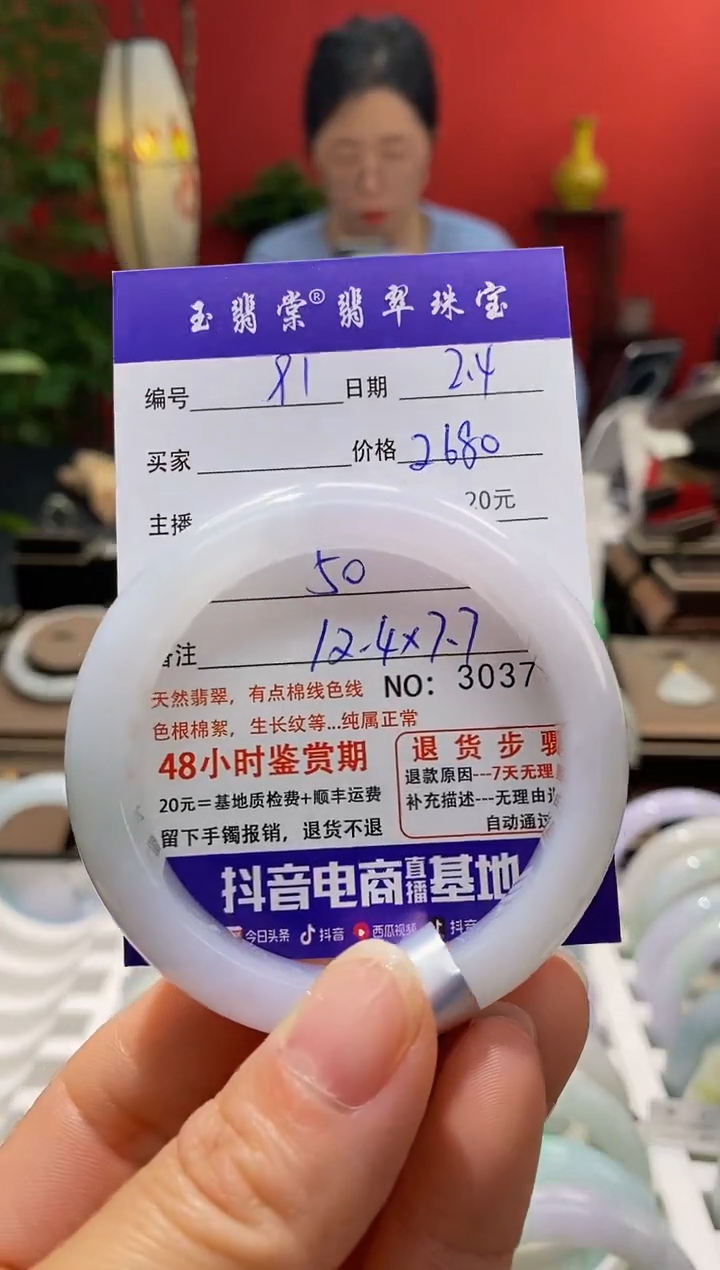 玉翡棠®翡翠珠宝
编号 81 日期 2.4
买家 价格 2680
主播 20元
50
备注 12.4×7.7
天然翡翠，有点棉线色线 NO: 3037
色根棉絮，生长纹等...纯属正常
48小时鉴赏期
20元=基地质检费+顺丰运费
留下手镯报销，退货不退
退货步骤
退款原因---7天无理
补充描述---无理由
自动通过
抖音电商直播基地
今日头条 抖音 西瓜视频 抖音